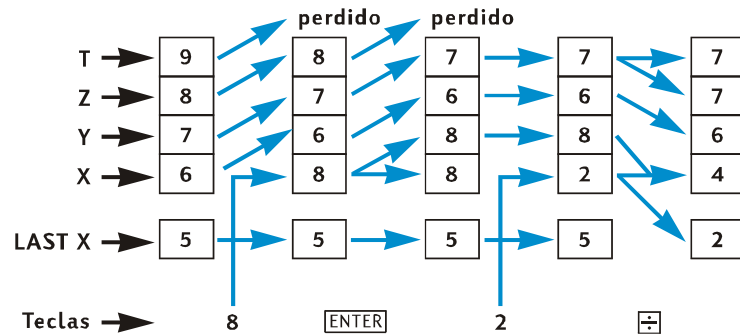 perdido perdido
T 9 8 7 7 7
Z 8 7 6 6 7
Y 7 6 8 8 6
X 6 8 8 2 4
LAST X 5 5 5 5 2
Teclas 8 ENTER 2 ÷